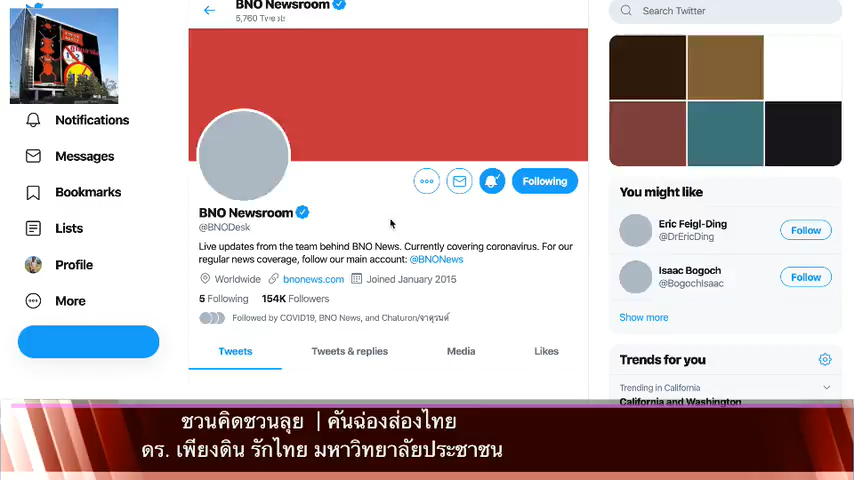 BNO Newsroom
5,760 Tweets
Search Twitter
Notifications
Messages
Bookmarks
Lists
Profile
More
Following
BNO Newsroom
@BNODesk
Live updates from the team behind BNO News. Currently covering coronavirus. For our
regular news coverage, follow our main account: @BNONews
Worldwide bnonews.com Joined January 2015
5 Following 154K Followers
Followed by COVID19, BNO News, and Chaturon/จาตุรนต์
Tweets Tweets & replies Media Likes
You might like
Eric Feigl-Ding
@DrEricDing
Follow
Isaac Bogoch
@BogochIsaac
Follow
Show more
Trends for you
Trending in California
California and Washington
ชวนคิดชวนลุย | คันฉ่องส่องไทย
ดร. เพียงดิน รักไทย มหาวิทยาลัยประชาชน